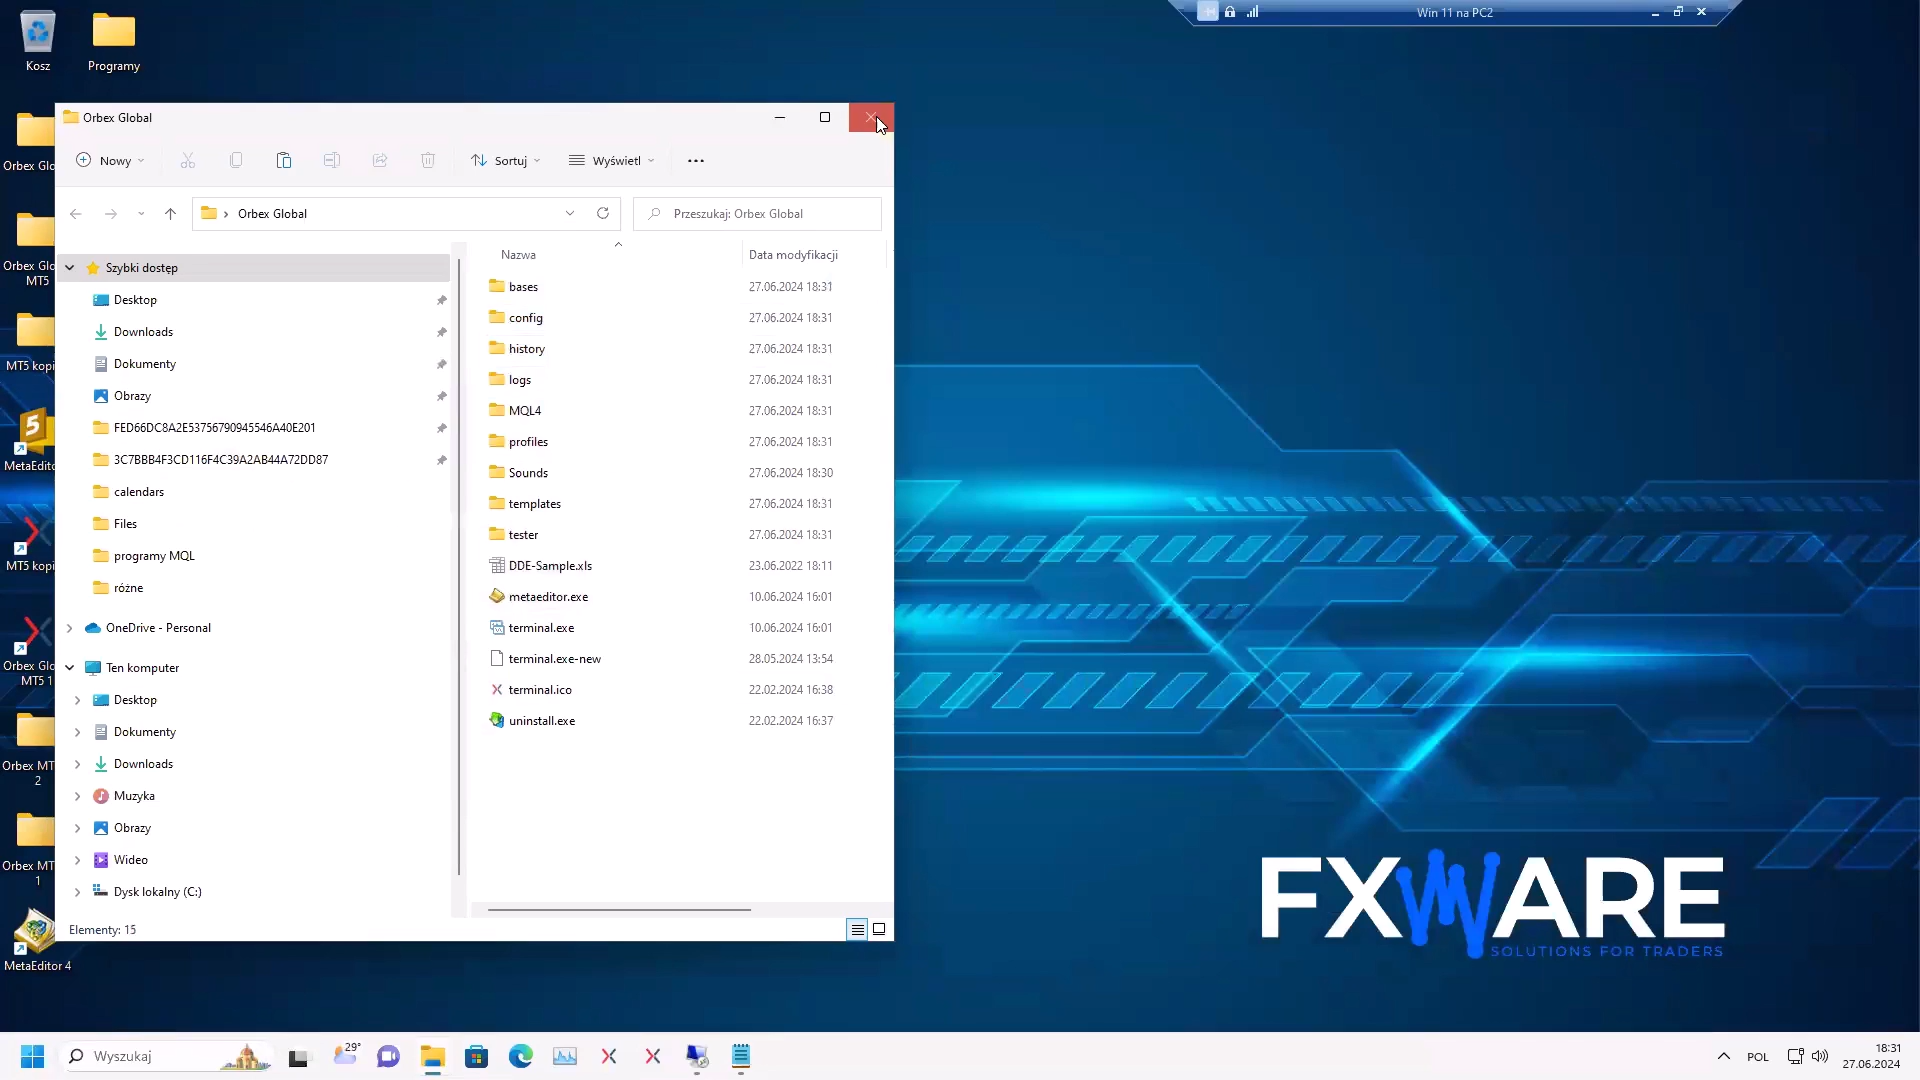 Win 11 na PC2
Kosz
Programy
Orbex Glo
Orbex Glo
MT5
MT5 kopi
MetaEdito
MT5 kopi
Orbex Glo
MT5 1
Orbex MT
2
Orbex MT
1
MetaEditor 4
Orbex Global
Nowy
Sortuj
Wyświetl
Orbex Global
Przeszukaj: Orbex Global
Szybki dostęp
Desktop
Downloads
Dokumenty
Obrazy
FED66DC8A2E53756790945546A40E201
3C7BBB4F3CD116F4C39A2AB44A72DD87
calendars
Files
programy MQL
różne
OneDrive - Personal
Ten komputer
Desktop
Dokumenty
Downloads
Muzyka
Obrazy
Wideo
Dysk lokalny (C:)
Nazwa Data modyfikacji
bases 27.06.2024 18:31
config 27.06.2024 18:31
history 27.06.2024 18:31
logs 27.06.2024 18:31
MQL4 27.06.2024 18:31
profiles 27.06.2024 18:31
Sounds 27.06.2024 18:30
templates 27.06.2024 18:31
tester 27.06.2024 18:31
DDE-Sample.xls 23.06.2022 18:11
metaeditor.exe 10.06.2024 16:01
terminal.exe 10.06.2024 16:01
terminal.exe-new 28.05.2024 13:54
terminal.ico 22.02.2024 16:38
uninstall.exe 22.02.2024 16:37
Elementy: 15
FXWARE
SOLUTIONS FOR TRADERS
Wyszukaj
29°
POL
18:31
27.06.2024